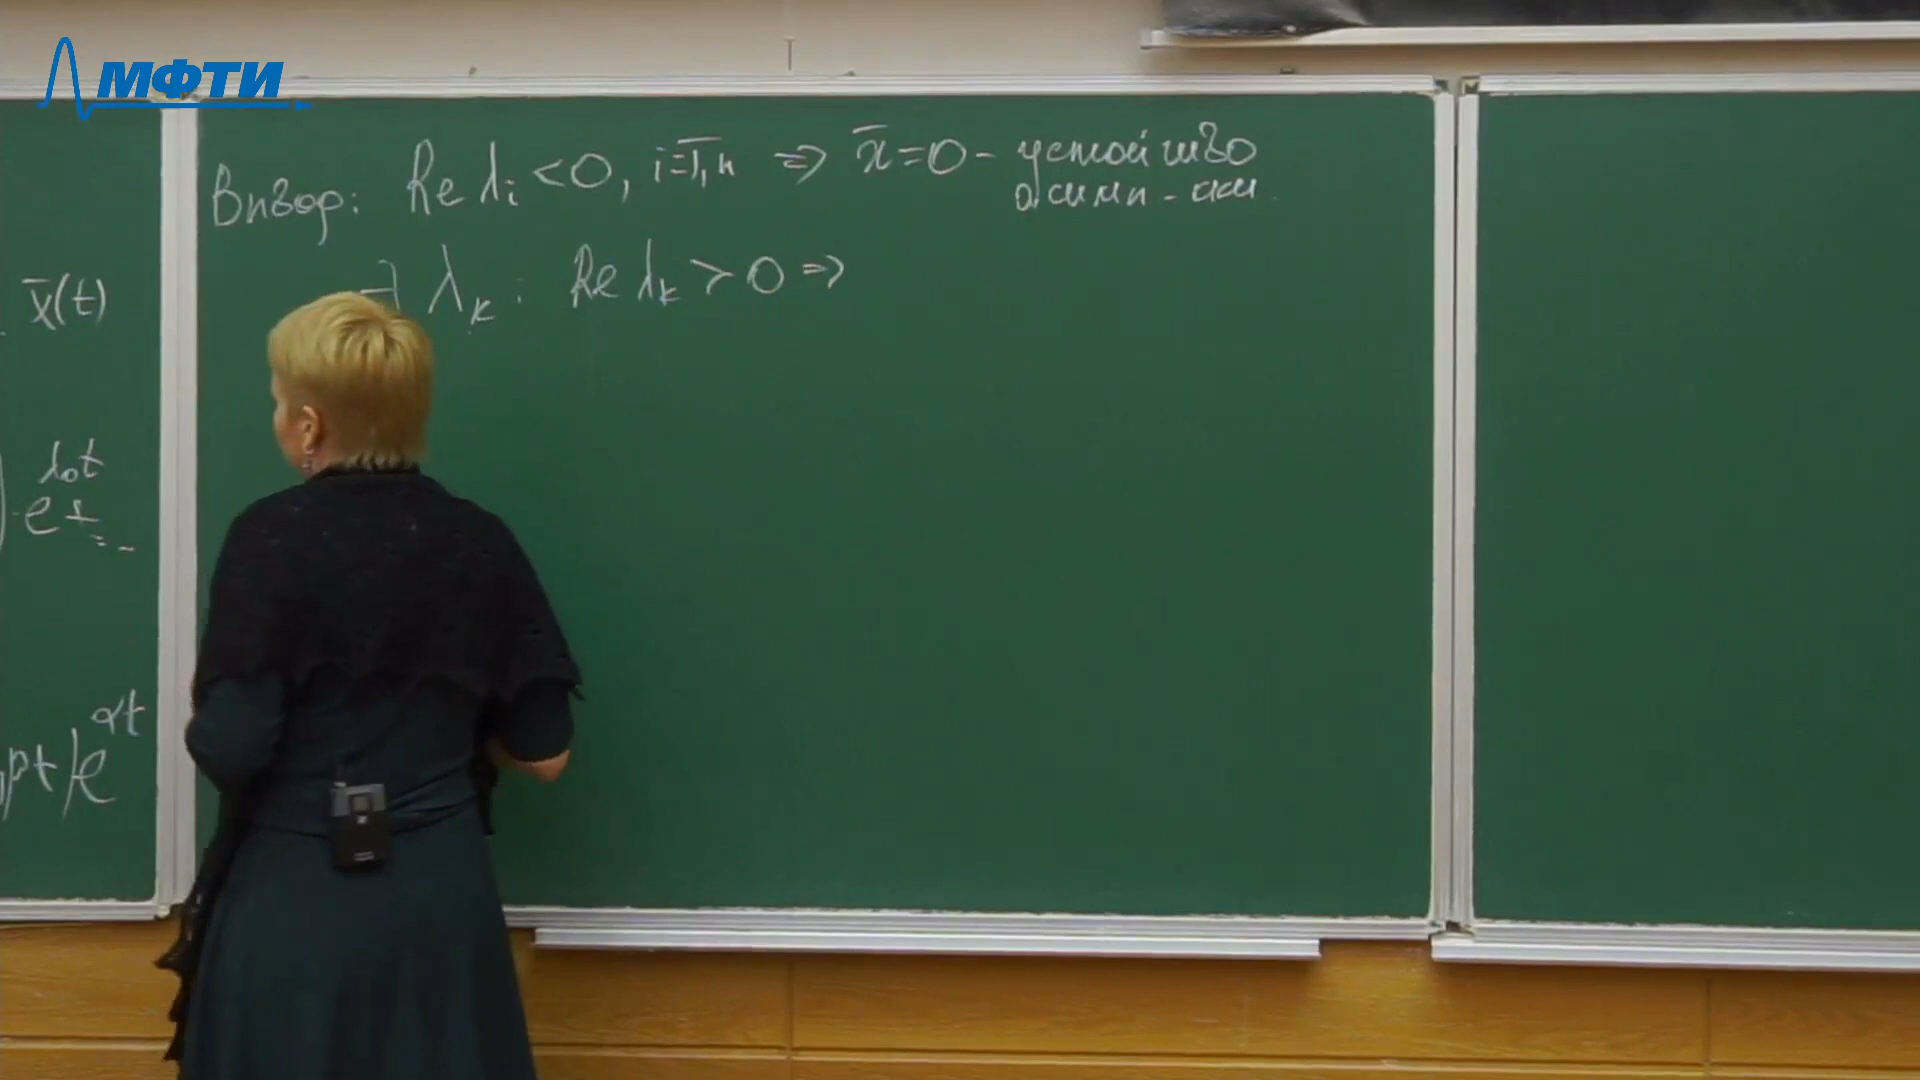 МФТИ
x̄(t)
e^{λ₀t}
e^{αt}
Вывод: Re λᵢ < 0, i = 1,n ⇒ x̄ = 0 - устойчиво
асимп-ски
∃ λₖ : Re λₖ > 0 ⇒